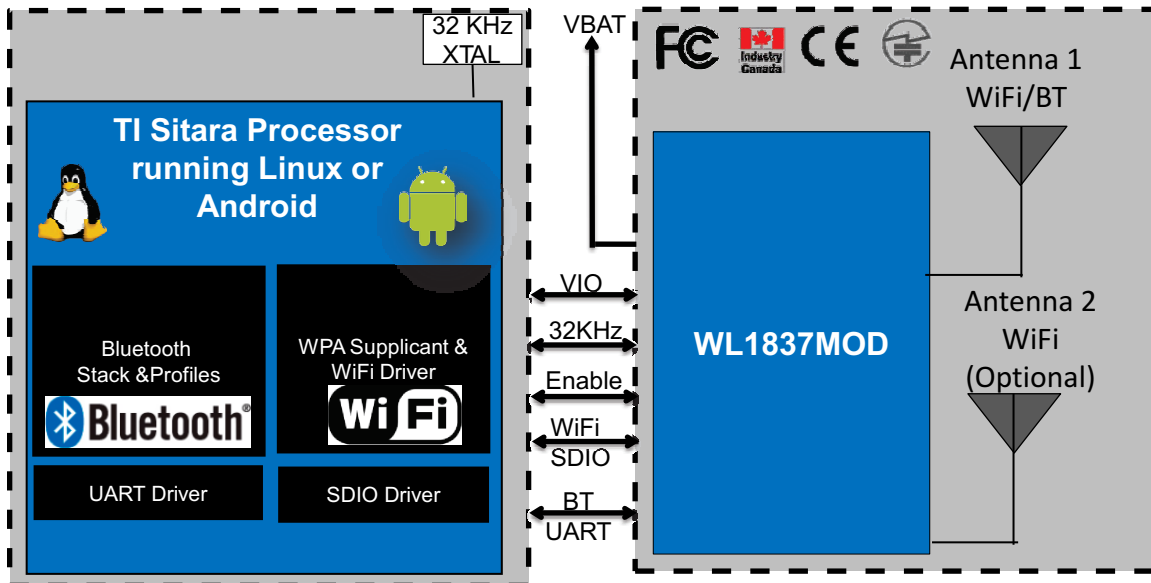 32 KHz
XTAL
TI Sitara Processor
running Linux or
Android
Bluetooth
Stack &Profiles
Bluetooth®
WPA Supplicant &
WiFi Driver
Wi Fi
UART Driver
SDIO Driver
VBAT
VIO
32KHz
Enable
WiFi
SDIO
BT
UART
FC
Industry
Canada
CE
WL1837MOD
Antenna 1
WiFi/BT
Antenna 2
WiFi
(Optional)